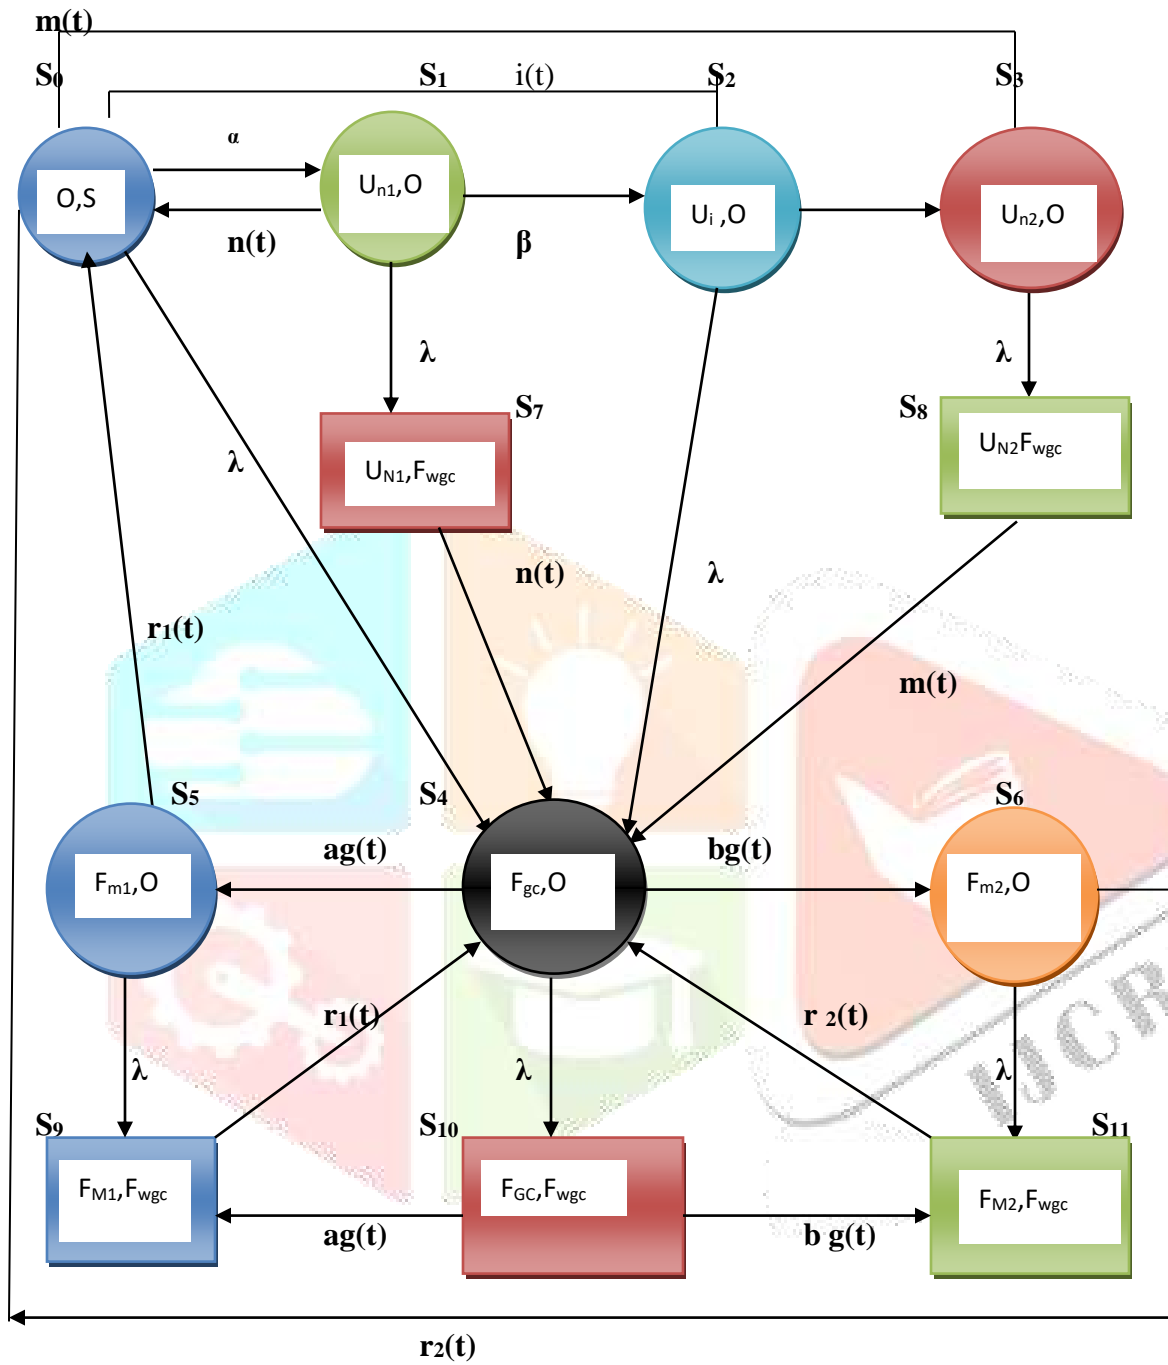 m(t)
S0 S1 i(t) S2 S3
α
O,S Un1,O Ui ,O Un2,O
n(t) β
λ λ
S7 S8
UN1,Fwgc UN2Fwgc
λ
n(t) λ
r1(t)
m(t)
S5 S4 S6
ag(t) bg(t)
Fm1,O Fgc,O Fm2,O
r1(t) r 2(t)
λ λ λ
S9 S10 S11
FM1,Fwgc FGC,Fwgc FM2,Fwgc
ag(t) b g(t)
r2(t)
IJCR